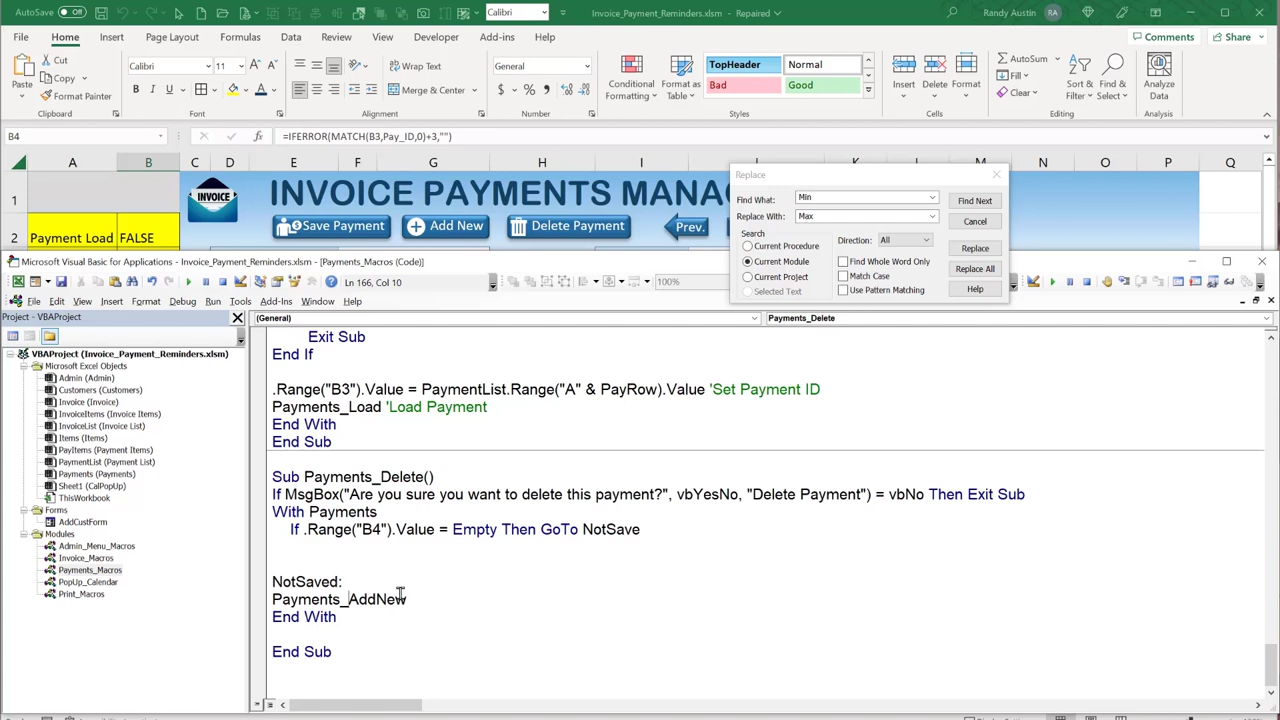 AutoSave Off
Calibri
Invoice_Payment_Reminders.xlsm - Repaired
Randy Austin RA
File Home Insert Page Layout Formulas Data Review View Developer Add-ins Help
Comments Share
Paste Cut Copy Format Painter
Calibri 11
Wrap Text
Merge & Center
General
Conditional Formatting
Format as Table
TopHeader Normal
Bad Good
Insert Delete Format
AutoSum Fill Clear
Sort & Filter
Find & Select
Analyze Data
Clipboard Font Alignment Number Styles Cells Editing Analysis
B4 =IFERROR(MATCH(B3,Pay_ID,0)+3,"")
A B C D E F G H I K L M N O P Q
1 INVOICE INVOICE PAYMENTS MANA
Save Payment Add New Delete Payment Prev.
2 Payment Load FALSE
Replace
Find What: Min Find Next
Replace With: Max Cancel
Search Direction: All
Current Procedure
Current Module
Current Project
Selected Text
Find Whole Word Only
Match Case
Use Pattern Matching
Replace
Replace All
Help
Microsoft Visual Basic for Applications - Invoice_Payment_Reminders.xlsm - [Payments_Macros (Code)]
Ln 166, Col 10 100%
File Edit View Insert Format Debug Run Tools Add-Ins Window Help
Project - VBAProject
(General) Payments_Delete
VBAProject (Invoice_Payment_Reminders.xlsm)
Microsoft Excel Objects
Admin (Admin)
Customers (Customers)
Invoice (Invoice)
InvoiceItems (Invoice Items)
InvoiceList (Invoice List)
Items (Items)
PayItems (Payment Items)
PaymentList (Payment List)
Payments (Payments)
Sheet1 (CalPopUp)
ThisWorkbook
Forms
AddCustForm
Modules
Admin_Menu_Macros
Invoice_Macros
Payments_Macros
PopUp_Calendar
Print_Macros
Exit Sub
End If
.Range("B3").Value = PaymentList.Range("A" & PayRow).Value 'Set Payment ID
Payments_Load 'Load Payment
End With
End Sub
Sub Payments_Delete()
If MsgBox("Are you sure you want to delete this payment?", vbYesNo, "Delete Payment") = vbNo Then Exit Sub
With Payments
If .Range("B4").Value = Empty Then GoTo NotSave
NotSaved:
Payments_AddNew
End With
End Sub